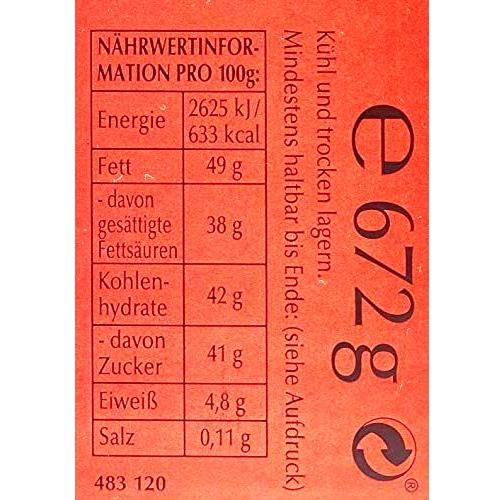 NÄHRWERTINFOR-
MATION PRO 100g:
Energie 2625 kJ/
633 kcal
Fett 49 g
- davon
gesättigte
Fettsäuren 38 g
Kohlen-
hydrate 42 g
- davon
Zucker 41 g
Eiweiß 4,8 g
Salz 0,11 g
483 120
Kühl und trocken lagern.
Mindestens haltbar bis Ende: (siehe Aufdruck)
e 672g
®